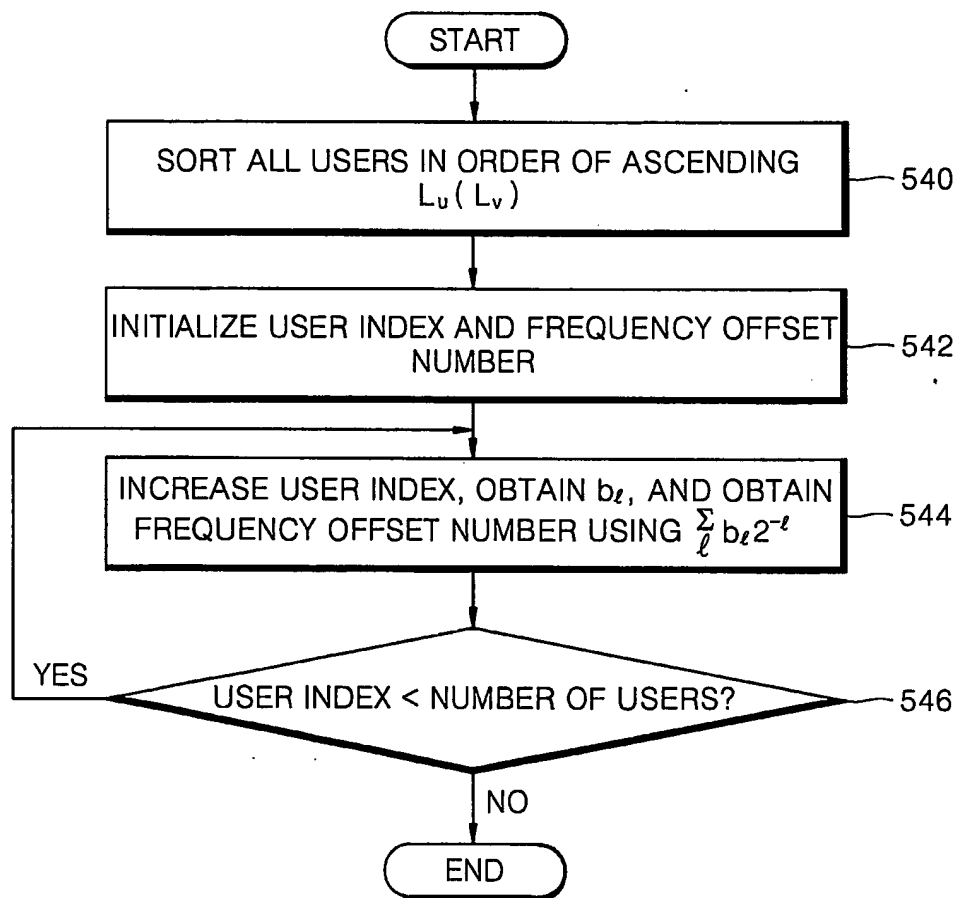 START
SORT ALL USERS IN ORDER OF ASCENDING
Lᵤ( Lᵥ)
540
INITIALIZE USER INDEX AND FREQUENCY OFFSET
NUMBER
542
INCREASE USER INDEX, OBTAIN bℓ, AND OBTAIN
FREQUENCY OFFSET NUMBER USING Σ bℓ2⁻ℓ
ℓ
544
YES
USER INDEX < NUMBER OF USERS?
546
NO
END